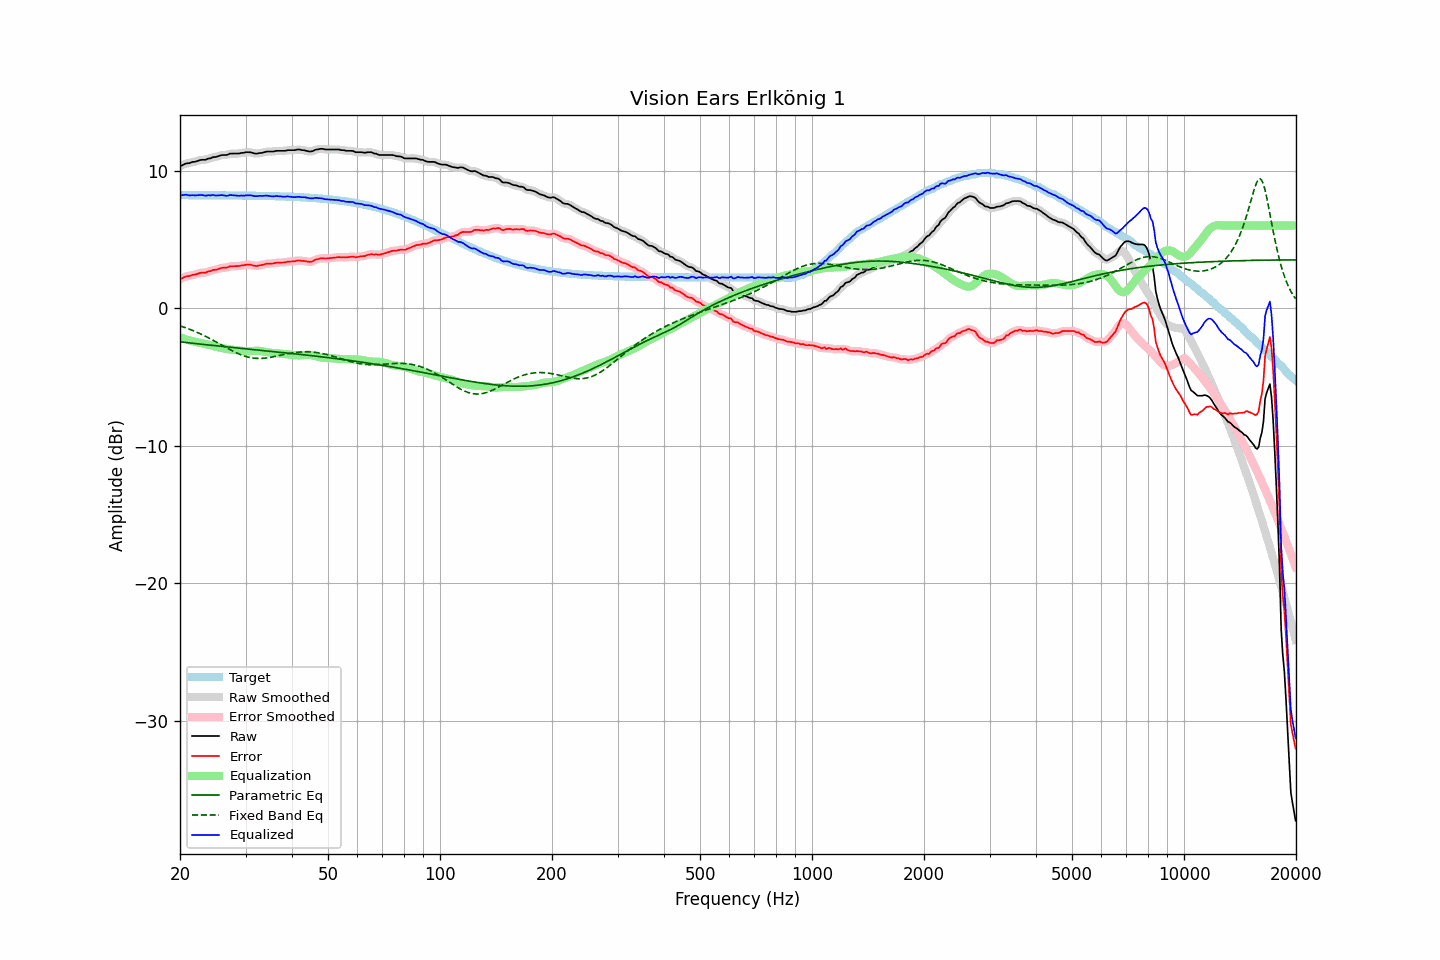 Vision Ears Erlkönig 1
Amplitude (dBr)
10
0
−10
−20
−30
Target
Raw Smoothed
Error Smoothed
Raw
Error
Equalization
Parametric Eq
Fixed Band Eq
Equalized
20 50 100 200 500 1000 2000 5000 10000 20000
Frequency (Hz)